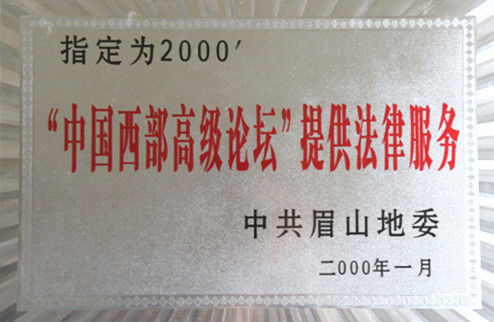 指定为2000′
“中国西部高级论坛”提供法律服务
中共眉山地委
二000年一月